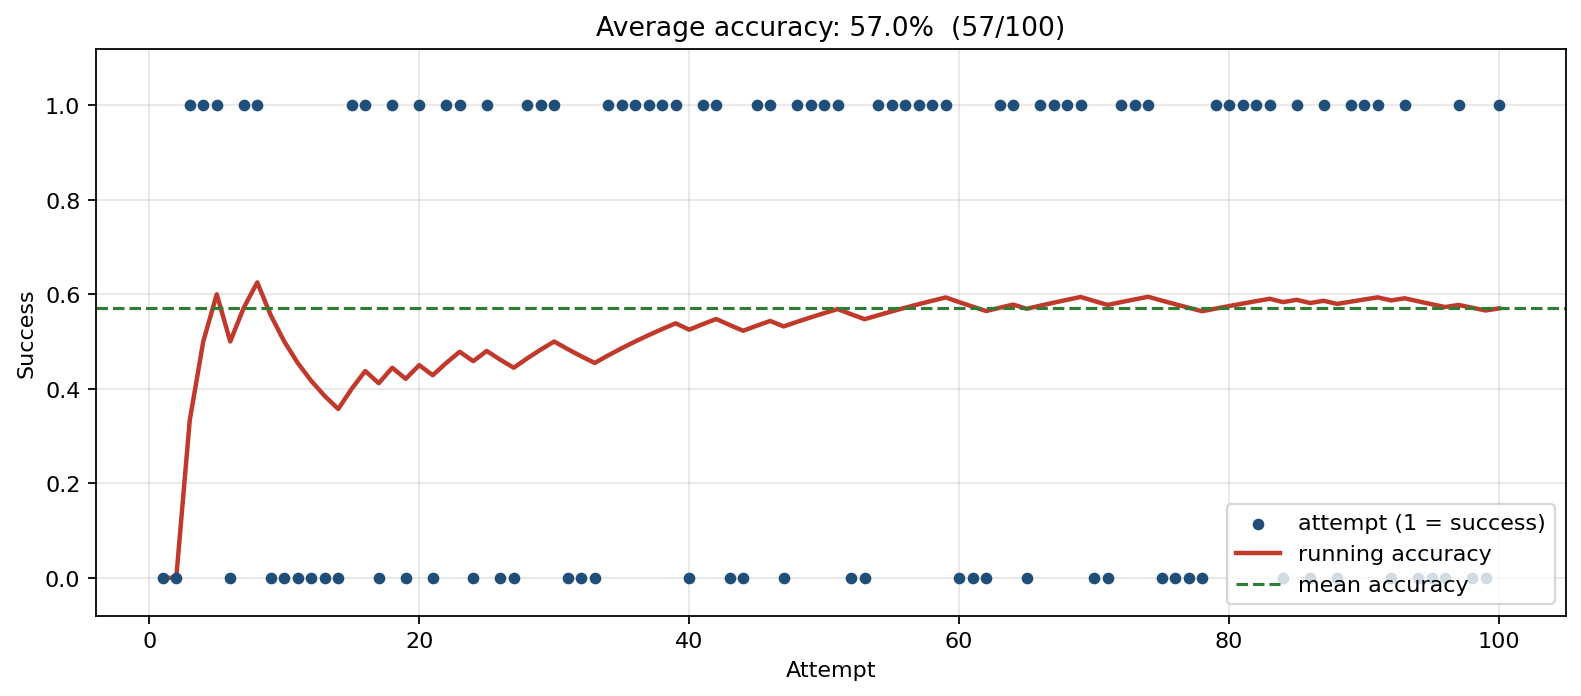 Average accuracy: 57.0%  (57/100)
Success
1.0
0.8
0.6
0.4
0.2
0.0
attempt (1 = success)
running accuracy
mean accuracy
0
20
40
60
80
100
Attempt